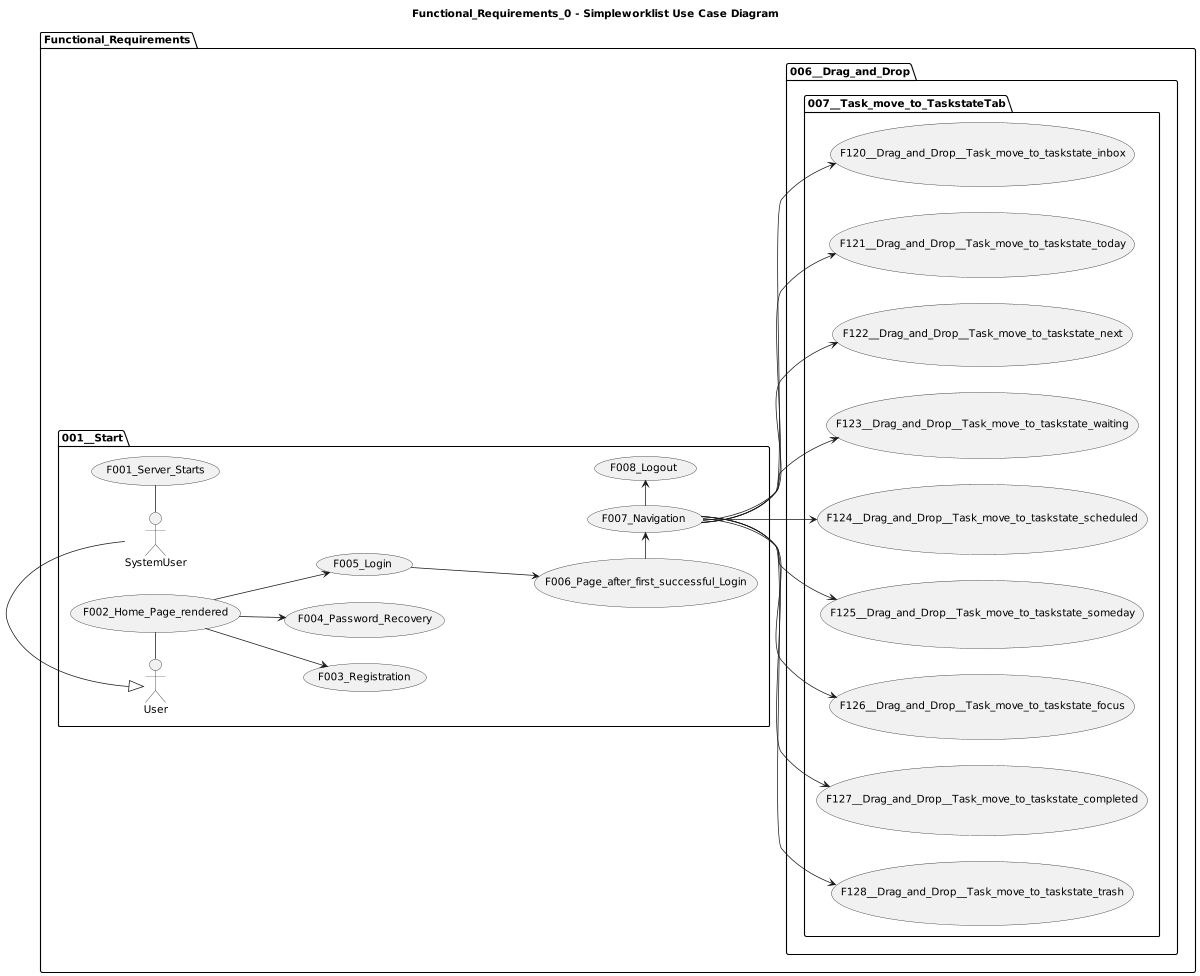 Functional_Requirements_0 - Simpleworklist Use Case Diagram
Functional_Requirements
006__Drag_and_Drop
007__Task_move_to_TaskstateTab
F120__Drag_and_Drop__Task_move_to_taskstate_inbox
F121__Drag_and_Drop__Task_move_to_taskstate_today
F122__Drag_and_Drop__Task_move_to_taskstate_next
F123__Drag_and_Drop__Task_move_to_taskstate_waiting
F124__Drag_and_Drop__Task_move_to_taskstate_scheduled
F125__Drag_and_Drop__Task_move_to_taskstate_someday
F126__Drag_and_Drop__Task_move_to_taskstate_focus
F127__Drag_and_Drop__Task_move_to_taskstate_completed
F128__Drag_and_Drop__Task_move_to_taskstate_trash
001__Start
F001_Server_Starts
SystemUser
F002_Home_Page_rendered
User
F005_Login
F004_Password_Recovery
F003_Registration
F008_Logout
F007_Navigation
F006_Page_after_first_successful_Login